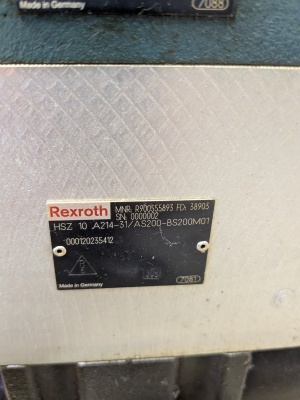 Made in Germany
7088
Rexroth MNR: R900555893 FD: 38903
SN: 0000002
HSZ 10 A214-31/AS200-BS200M01
000120235412
Made in Germany
7081